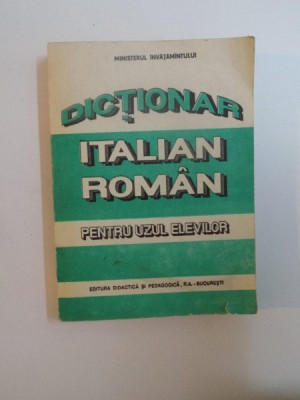 MINISTERUL ÎNVĂŢĂMÎNTULUI
DICŢIONAR
ITALIAN
ROMÂN
PENTRU UZUL ELEVILOR
EDITURA DIDACTICĂ ŞI PEDAGOGICĂ, R.A. - BUCUREŞTI